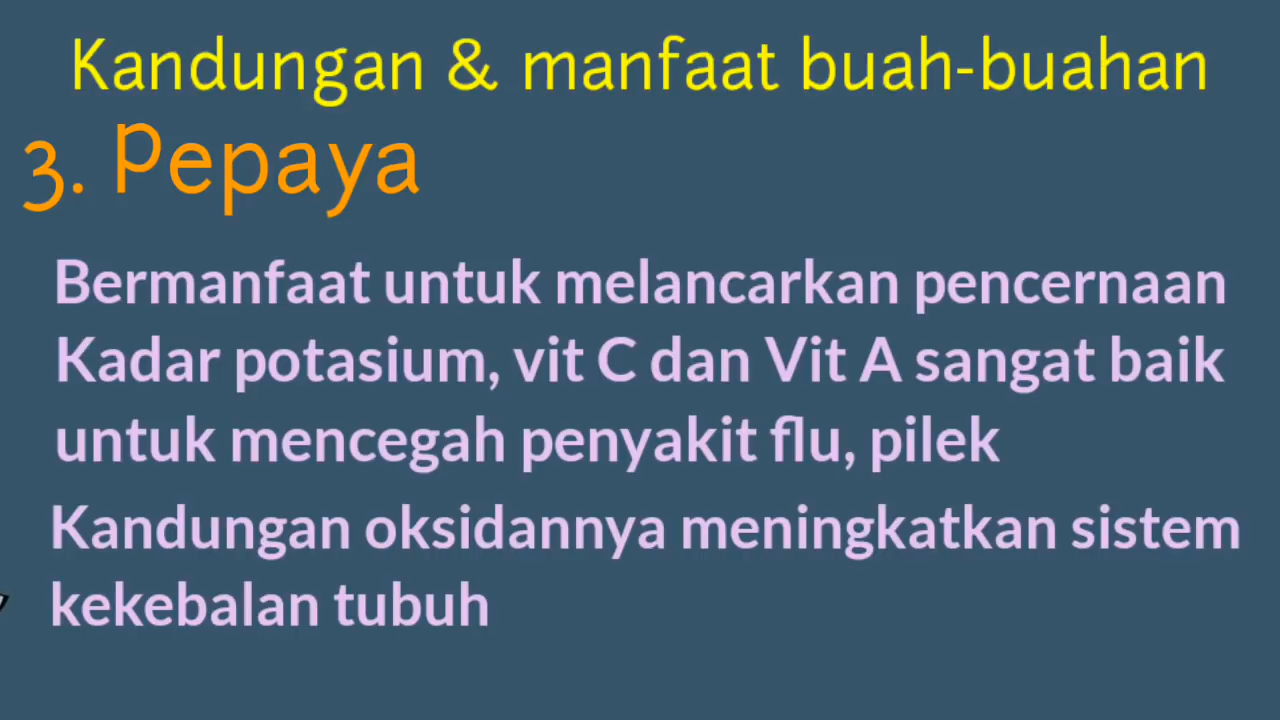 Kandungan & manfaat buah-buahan
3. Pepaya
Bermanfaat untuk melancarkan pencernaan
Kadar potasium, vit C dan Vit A sangat baik
untuk mencegah penyakit flu, pilek
Kandungan oksidannya meningkatkan sistem
kekebalan tubuh